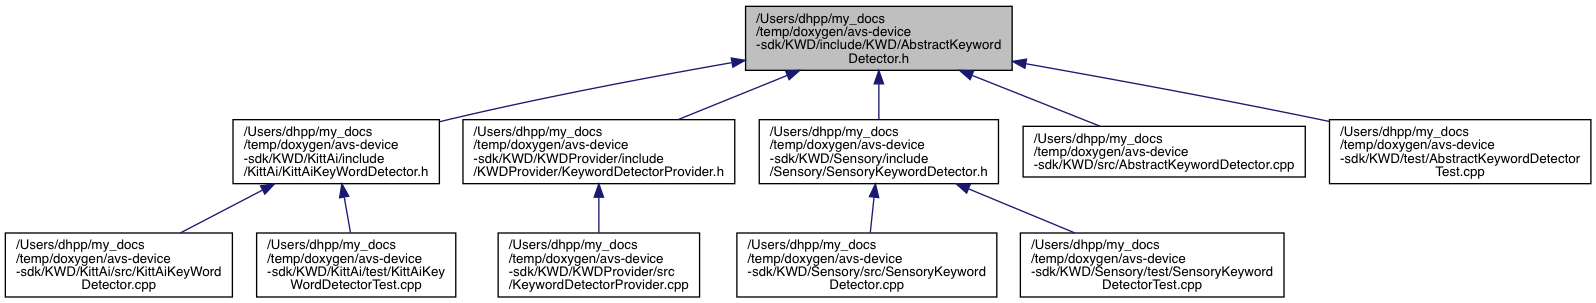 /Users/dhpp/my_docs
/temp/doxygen/avs-device
-sdk/KWD/include/KWD/AbstractKeyword
Detector.h
/Users/dhpp/my_docs
/temp/doxygen/avs-device
-sdk/KWD/KittAi/include
/KittAi/KittAiKeyWordDetector.h
/Users/dhpp/my_docs
/temp/doxygen/avs-device
-sdk/KWD/KWDProvider/include
/KWDProvider/KeywordDetectorProvider.h
/Users/dhpp/my_docs
/temp/doxygen/avs-device
-sdk/KWD/Sensory/include
/Sensory/SensoryKeywordDetector.h
/Users/dhpp/my_docs
/temp/doxygen/avs-device
-sdk/KWD/src/AbstractKeywordDetector.cpp
/Users/dhpp/my_docs
/temp/doxygen/avs-device
-sdk/KWD/test/AbstractKeywordDetector
Test.cpp
/Users/dhpp/my_docs
/temp/doxygen/avs-device
-sdk/KWD/KittAi/src/KittAiKeyWord
Detector.cpp
/Users/dhpp/my_docs
/temp/doxygen/avs-device
-sdk/KWD/KittAi/test/KittAiKey
WordDetectorTest.cpp
/Users/dhpp/my_docs
/temp/doxygen/avs-device
-sdk/KWD/KWDProvider/src
/KeywordDetectorProvider.cpp
/Users/dhpp/my_docs
/temp/doxygen/avs-device
-sdk/KWD/Sensory/src/SensoryKeyword
Detector.cpp
/Users/dhpp/my_docs
/temp/doxygen/avs-device
-sdk/KWD/Sensory/test/SensoryKeyword
DetectorTest.cpp